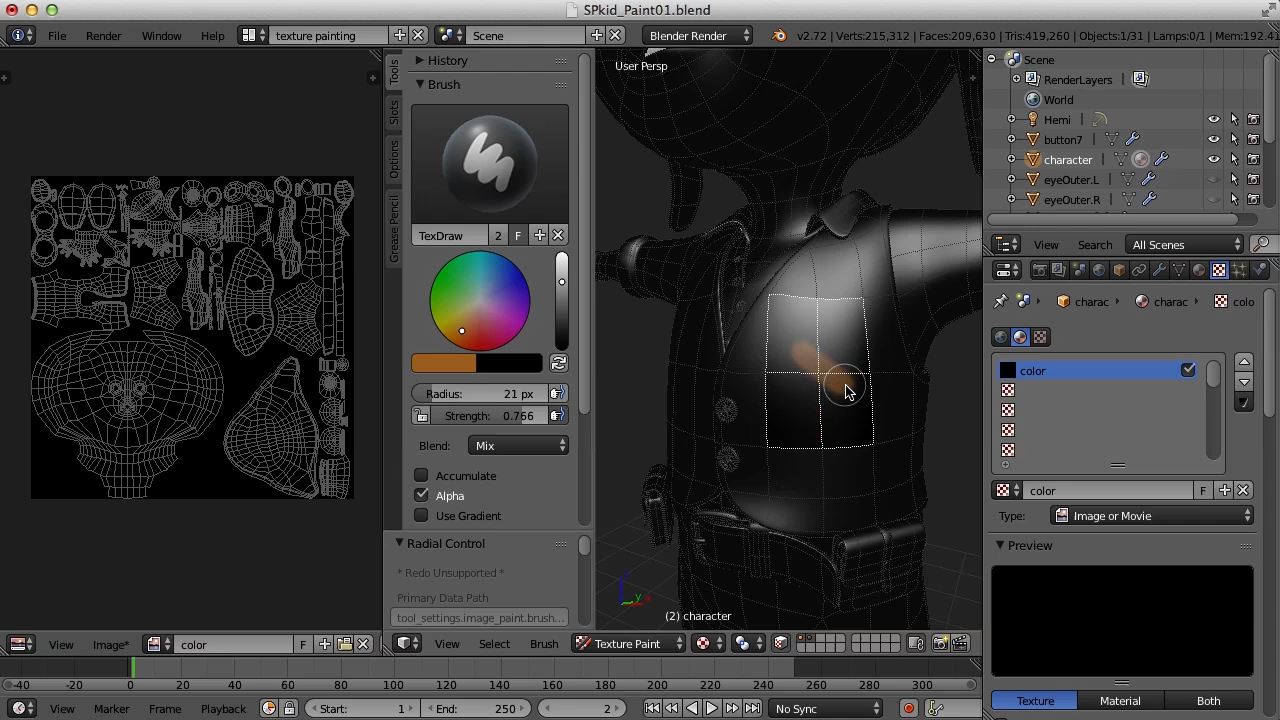 SPkid_Paint01.blend
File Render Window Help texture painting Scene Blender Render v2.72 | Verts:215,312 | Faces:209,630 | Tris:419,260 | Objects:1/31 | Lamps:0/1 | Mem:192.41
Tools
Slots
Options
Grease Pencil
History
Brush
TexDraw 2 F
Radius: 21 px
Strength: 0.766
Blend: Mix
Accumulate
Alpha
Use Gradient
Radial Control
* Redo Unsupported *
Primary Data Path
tool_settings.image_paint.brush...
User Persp
(2) character
Scene
RenderLayers |
World
Hemi |
button7
character
eyeOuter.L
eyeOuter.R
View Search All Scenes
charac charac colo
color
color F
Type: Image or Movie
Preview
Texture Material Both
View Image* color F
View Select Brush Texture Paint
-40 -20 0 20 40 60 80 100 120 140 160 180 200 220 240 260 280 300
View Marker Frame Playback Start: 1 End: 250 2 No Sync